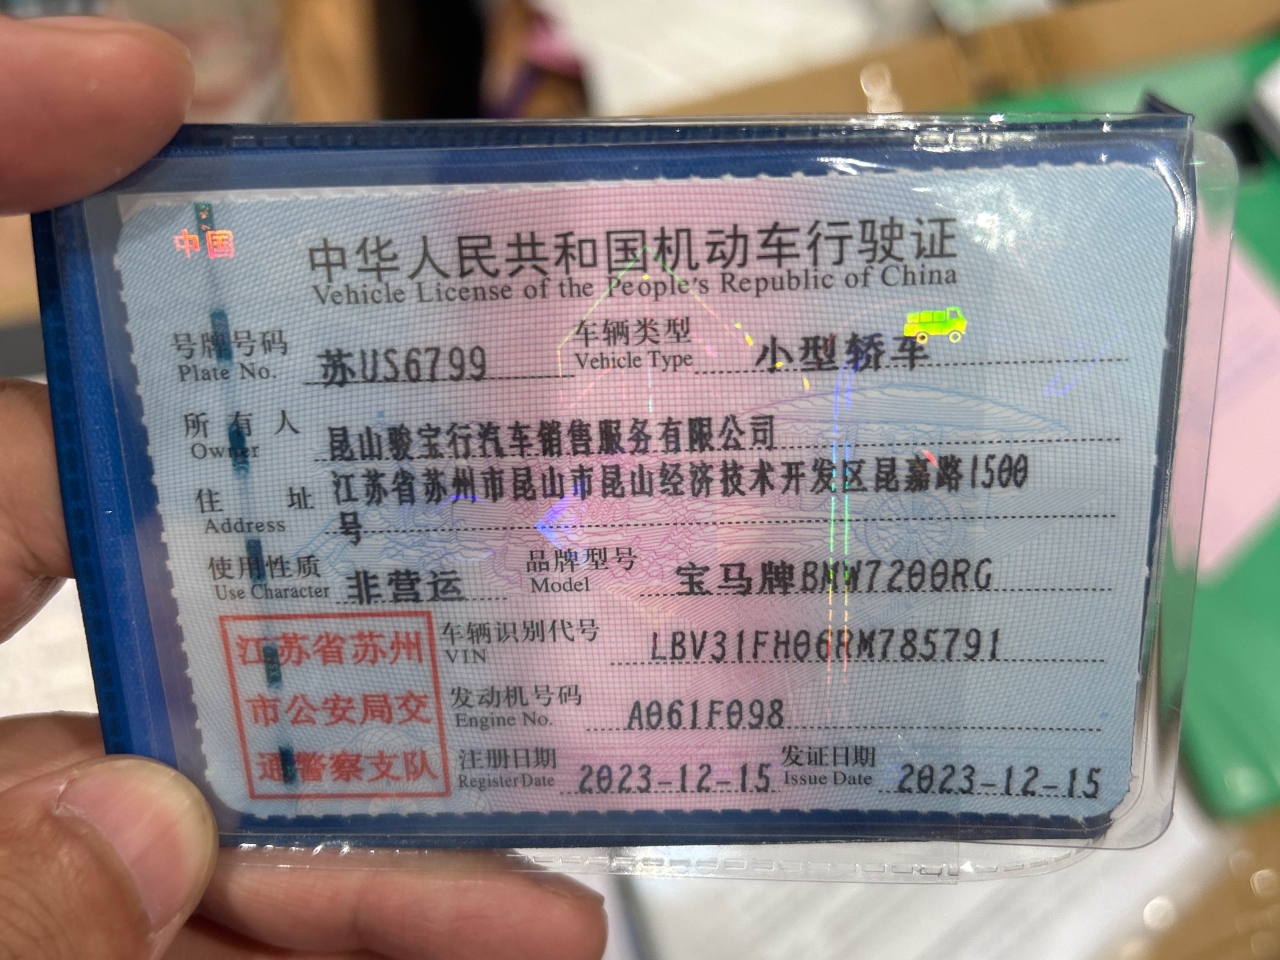 中国
中华人民共和国机动车行驶证
Vehicle License of the People's Republic of China
号牌号码 苏US6799 车辆类型 小型轿车
Plate No. Vehicle Type
所有人 昆山骏宝行汽车销售服务有限公司
Owner
住址 江苏省苏州市昆山市昆山经济技术开发区昆嘉路1500
Address 号
使用性质 非营运 品牌型号 宝马牌BMW7200RG
Use Character Model
江苏省苏州
市公安局交
通警察支队
车辆识别代号 LBV31FH06RM785791
VIN
发动机号码 A061F098
Engine No.
注册日期 2023-12-15 发证日期 2023-12-15
Register Date Issue Date